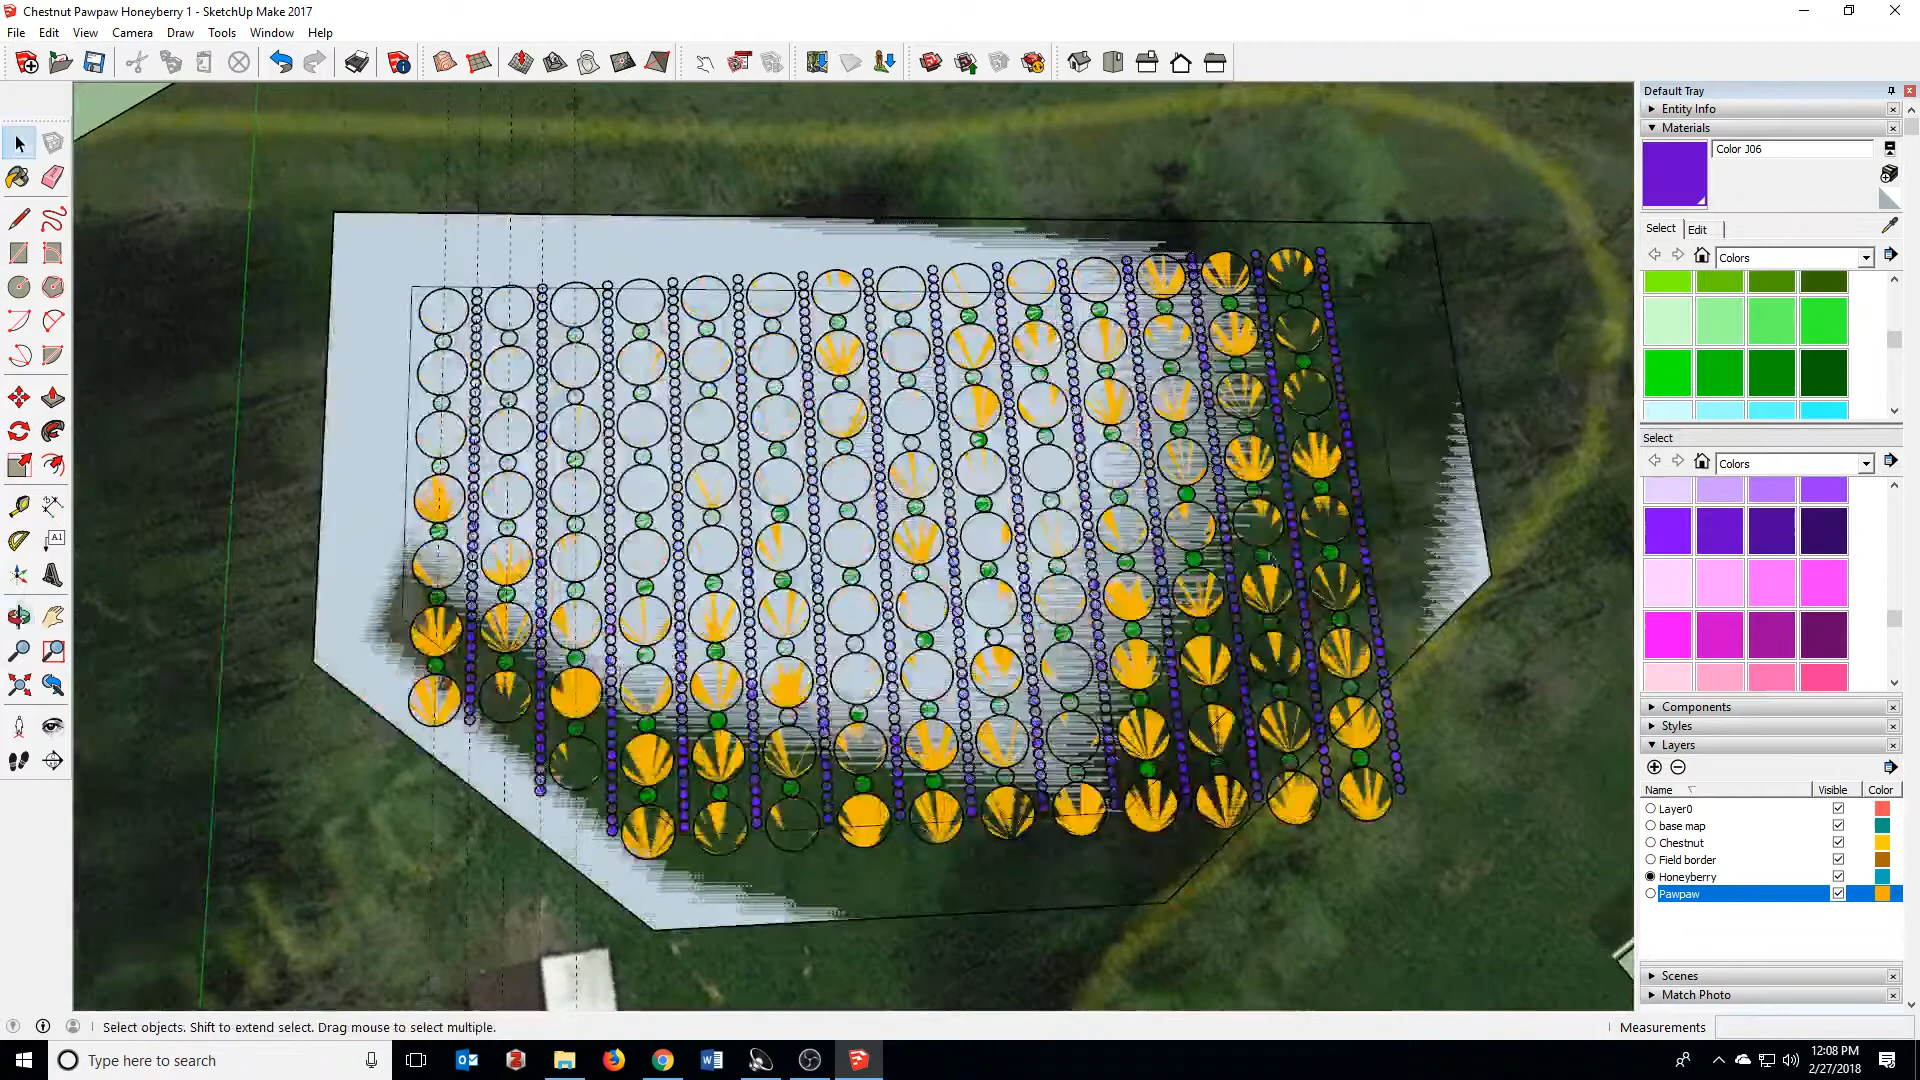 Chestnut Pawpaw Honeyberry 1 - SketchUp Make 2017
File Edit View Camera Draw Tools Window Help
Default Tray
Entity Info
Materials
Color J06
Select Edit
Colors
Select
Colors
Components
Styles
Layers
Name Visible Color
Layer0
base map
Chestnut
Field border
Honeyberry
Pawpaw
Scenes
Match Photo
Select objects. Shift to extend select. Drag mouse to select multiple.
Measurements
Type here to search
12:08 PM
2/27/2018